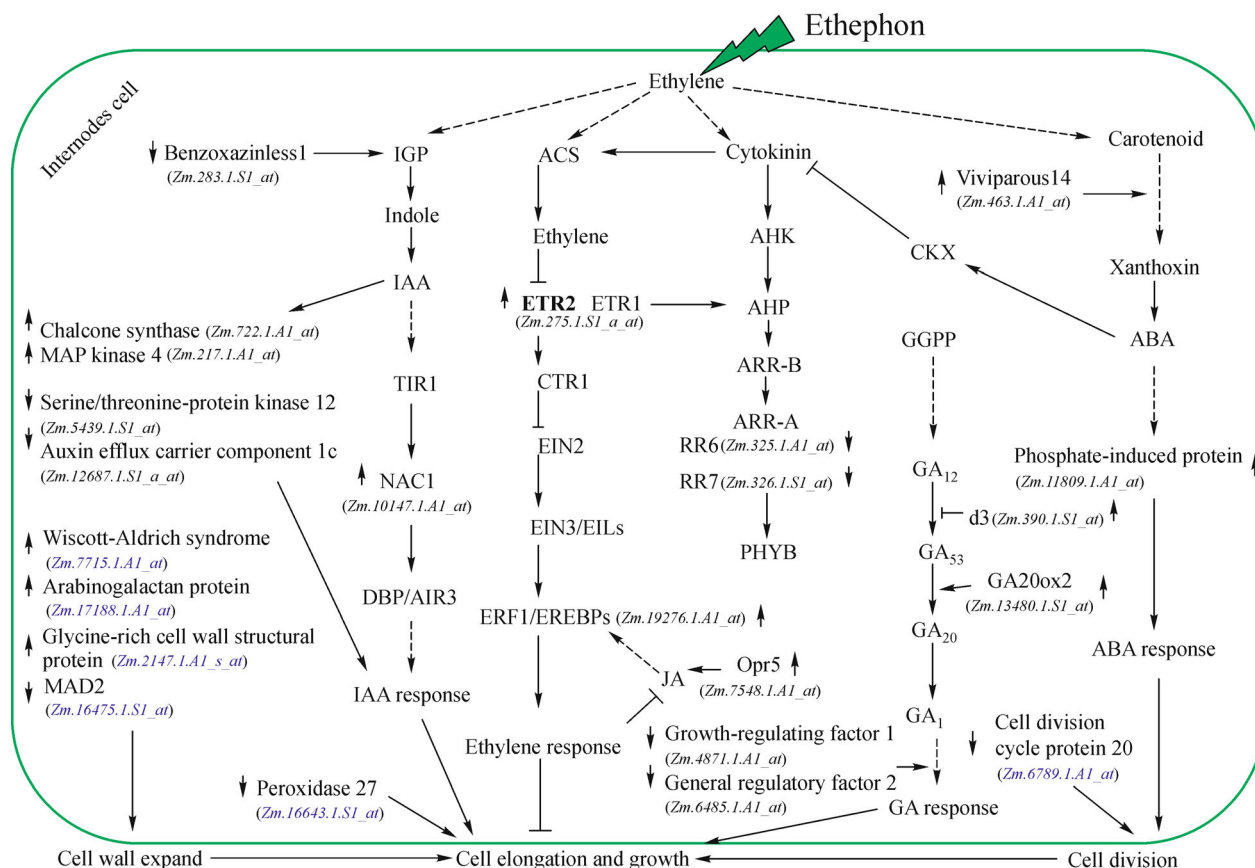 Ethephon
Ethylene
Internodes cell
Benzoxazinless1
(Zm.283.1.S1_at)
IGP
ACS
Cytokinin
Carotenoid
Viviparous14
(Zm.463.1.A1_at)
Indole
Ethylene
AHK
CKX
Xanthoxin
IAA
ETR2 ETR1
(Zm.275.1.S1_a_at)
AHP
Chalcone synthase (Zm.722.1.A1_at)
MAP kinase 4 (Zm.217.1.A1_at)
GGPP
ABA
TIR1
CTR1
ARR-B
Serine/threonine-protein kinase 12
(Zm.5439.1.S1_at)
Auxin efflux carrier component 1c
(Zm.12687.1.S1_a_at)
ARR-A
RR6 (Zm.325.1.A1_at)
RR7 (Zm.326.1.S1_at)
EIN2
NAC1
(Zm.10147.1.A1_at)
GA12
Phosphate-induced protein
(Zm.11809.1.A1_at)
d3 (Zm.390.1.S1_at)
EIN3/EILs
PHYB
GA53
Wiscott-Aldrich syndrome
(Zm.7715.1.A1_at)
Arabinogalactan protein
(Zm.17188.1.A1_at)
Glycine-rich cell wall structural
protein (Zm.2147.1.A1_s_at)
MAD2
(Zm.16475.1.S1_at)
DBP/AIR3
GA20ox2
(Zm.13480.1.S1_at)
ERF1/EREBPs (Zm.19276.1.A1_at)
GA20
ABA response
JA
Opr5
(Zm.7548.1.A1_at)
IAA response
GA1
Ethylene response
Growth-regulating factor 1
(Zm.4871.1.A1_at)
General regulatory factor 2
(Zm.6485.1.A1_at)
Cell division
cycle protein 20
(Zm.6789.1.A1_at)
Peroxidase 27
(Zm.16643.1.S1_at)
GA response
Cell wall expand
Cell elongation and growth
Cell division